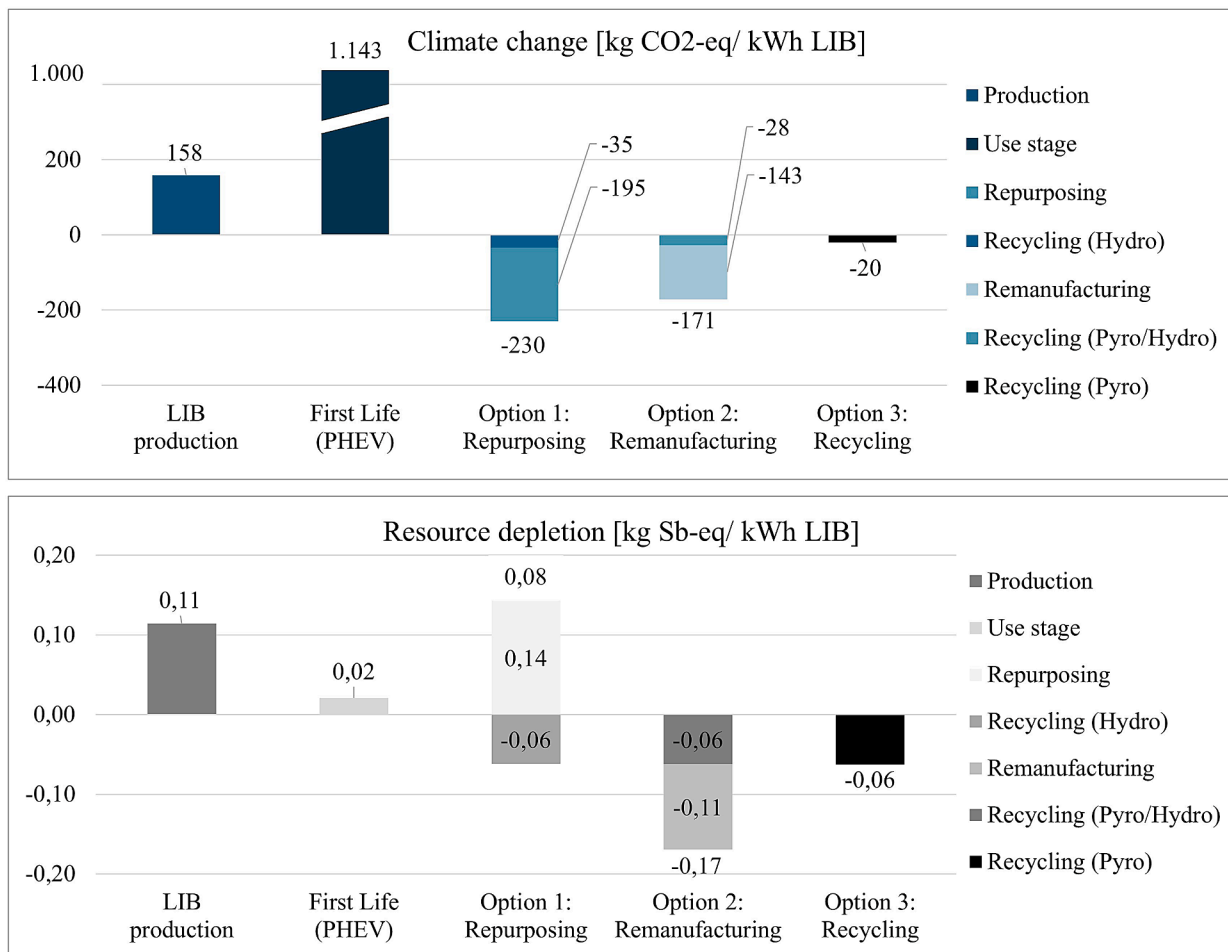 Climate change [kg CO2-eq/ kWh LIB]
1.143
1.000
158
200
0
-200
-400
-35
-195
-230
-28
-143
-171
-20
LIB
production
First Life
(PHEV)
Option 1:
Repurposing
Option 2:
Remanufacturing
Option 3:
Recycling
Production
Use stage
Repurposing
Recycling (Hydro)
Remanufacturing
Recycling (Pyro/Hydro)
Recycling (Pyro)
Resource depletion [kg Sb-eq/ kWh LIB]
0,20
0,10
0,00
-0,10
-0,20
0,11
0,02
0,08
0,14
-0,06
-0,06
-0,11
-0,17
-0,06
LIB
production
First Life
(PHEV)
Option 1:
Repurposing
Option 2:
Remanufacturing
Option 3:
Recycling
Production
Use stage
Repurposing
Recycling (Hydro)
Remanufacturing
Recycling (Pyro/Hydro)
Recycling (Pyro)